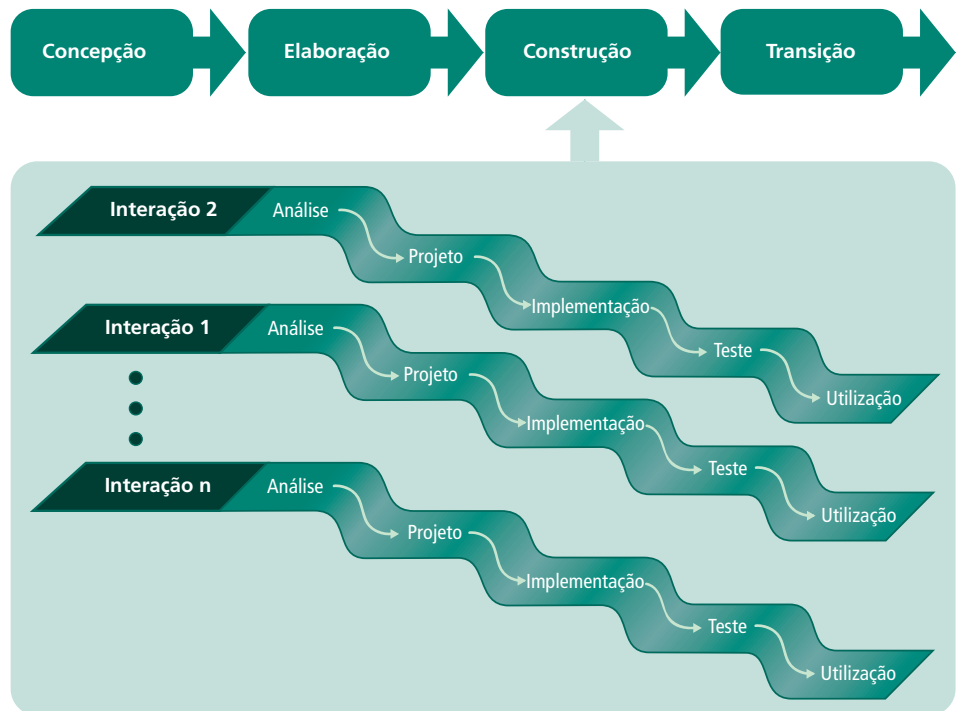 Concepção
Elaboração
Construção
Transição
Interação 2
Análise
Projeto
Implementação
Teste
Utilização
Interação 1
Análise
Projeto
Implementação
Teste
Utilização
Interação n
Análise
Projeto
Implementação
Teste
Utilização